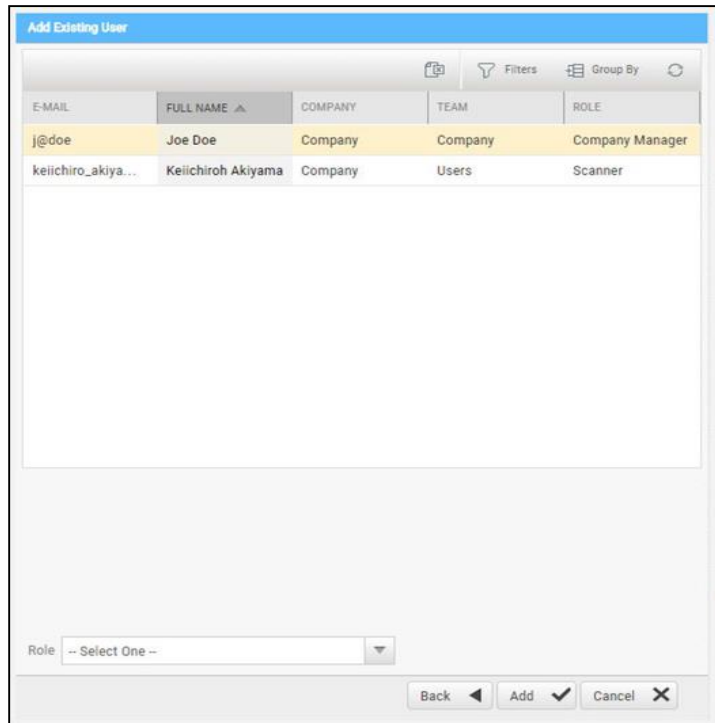 Add Existing User
Filters Group By
E-MAIL FULL NAME COMPANY TEAM ROLE
j@doe Joe Doe Company Company Company Manager
keiichiro_akiya... Keiichiroh Akiyama Company Users Scanner
Role -- Select One --
Back Add Cancel